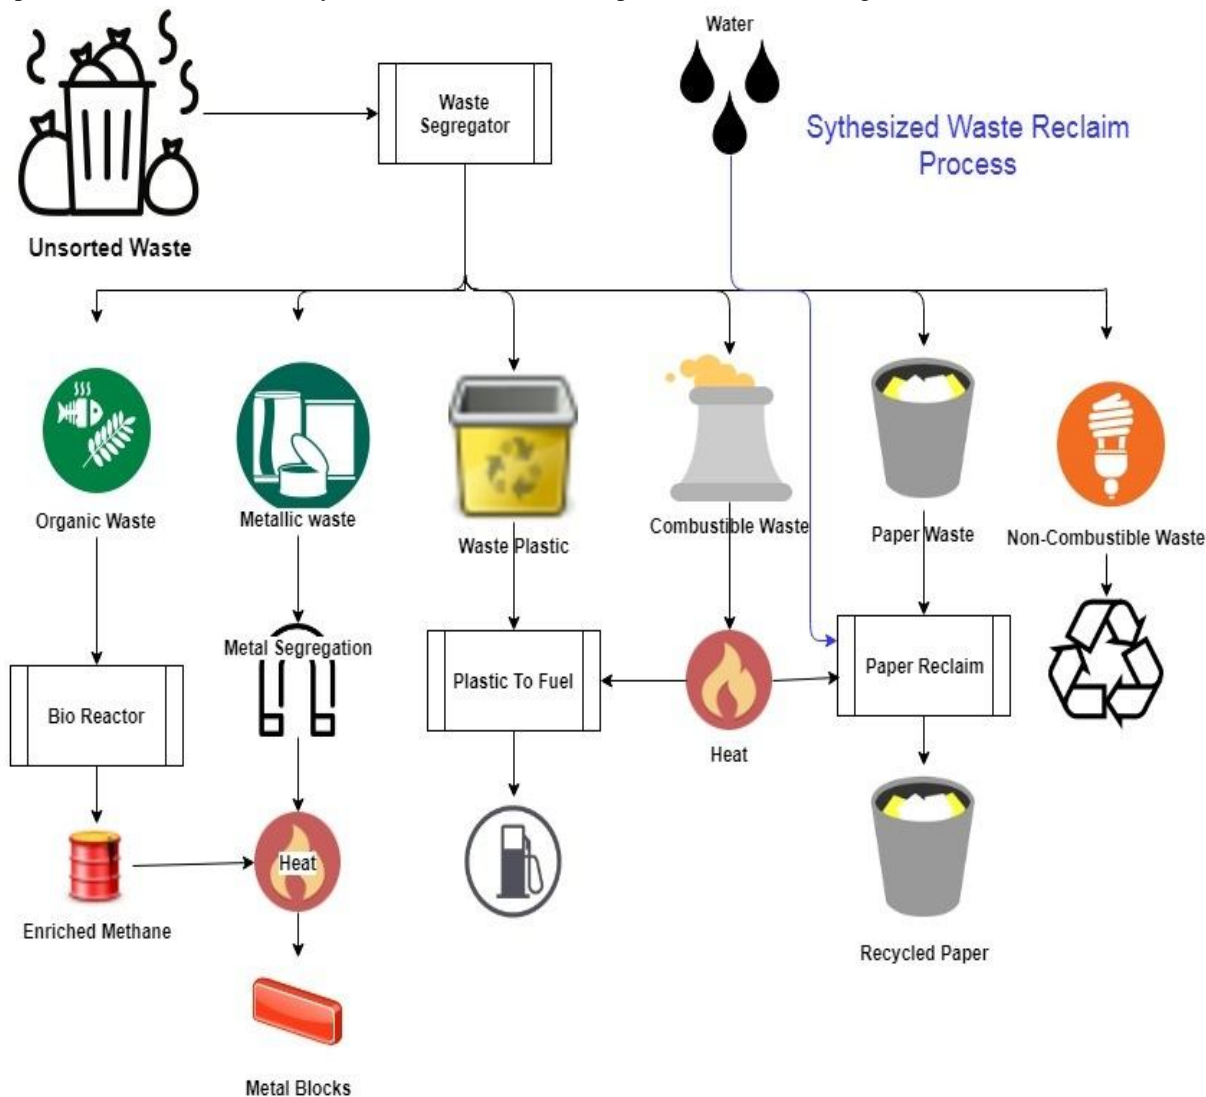 Water
Waste
Segregator
Sythesized Waste Reclaim
Process
Unsorted Waste
Organic Waste
Metallic waste
Waste Plastic
Combustible Waste
Paper Waste
Non-Combustible Waste
Metal Segregation
Bio Reactor
Plastic To Fuel
Heat
Paper Reclaim
Heat
Enriched Methane
Recycled Paper
Metal Blocks